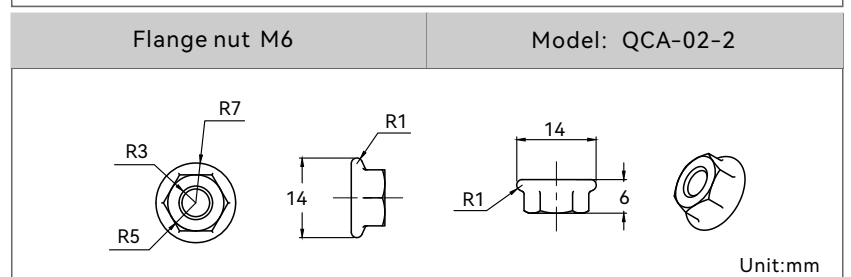 Flange nut M6
Model: QCA-02-2
R7
R3
R5
R1
14
14
R1
6
Unit:mm